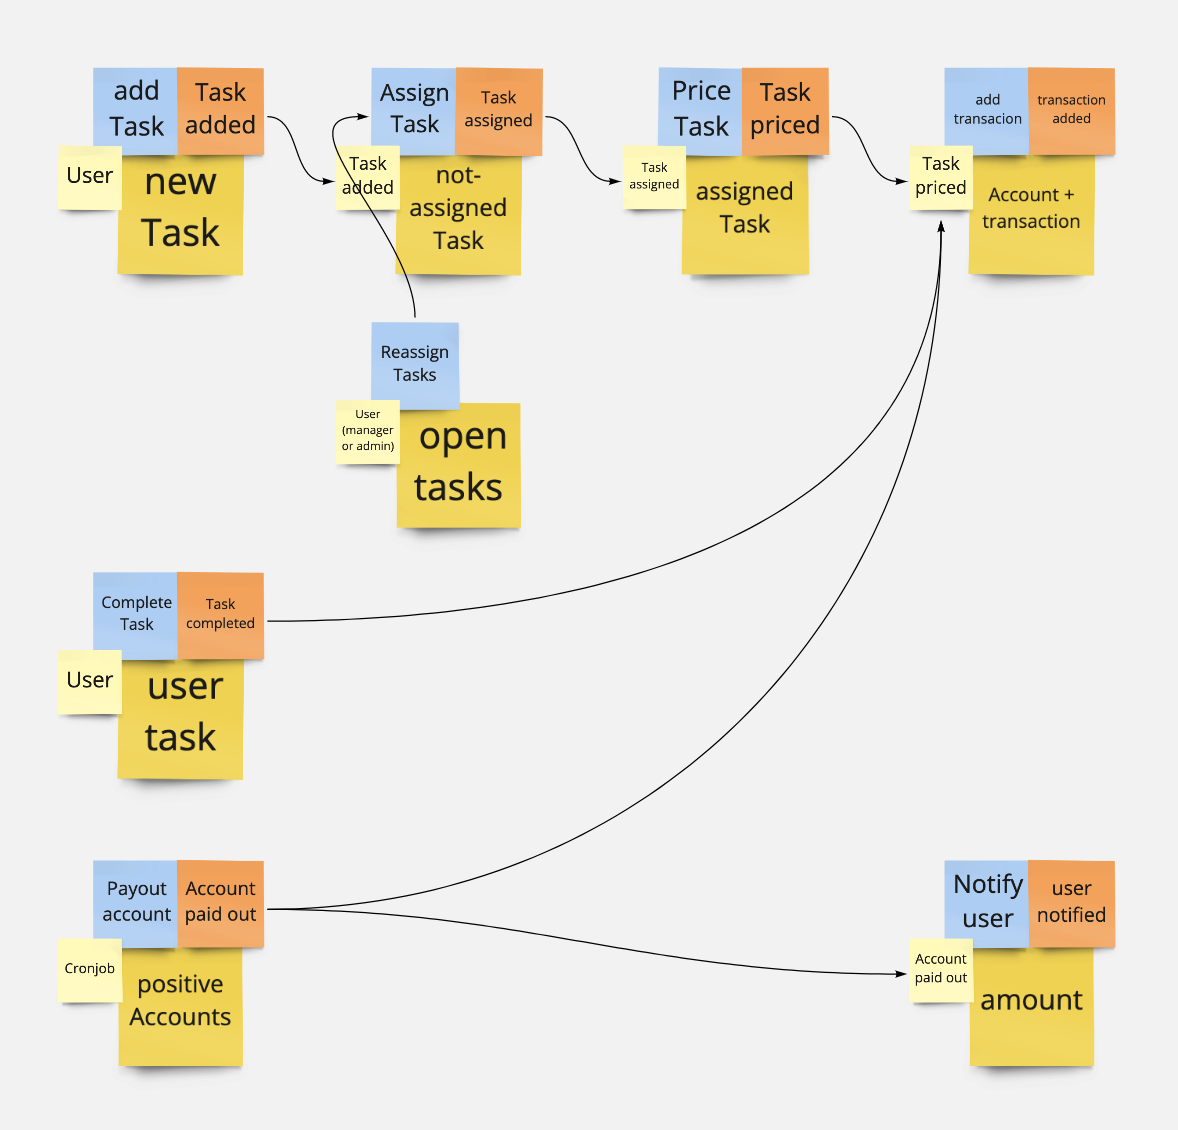 add
Task
Task
added
User
new
Task
Assign
Task
Task
assigned
Task
added
not-
assigned
Task
Price
Task
Task
priced
Task
assigned
assigned
Task
add
transacion
transaction
added
Task
priced
Account +
transaction
Reassign
Tasks
User
(manager
or admin)
open
tasks
Complete
Task
Task
completed
User
user
task
Payout
account
Account
paid out
Cronjob
positive
Accounts
Notify
user
user
notified
Account
paid out
amount